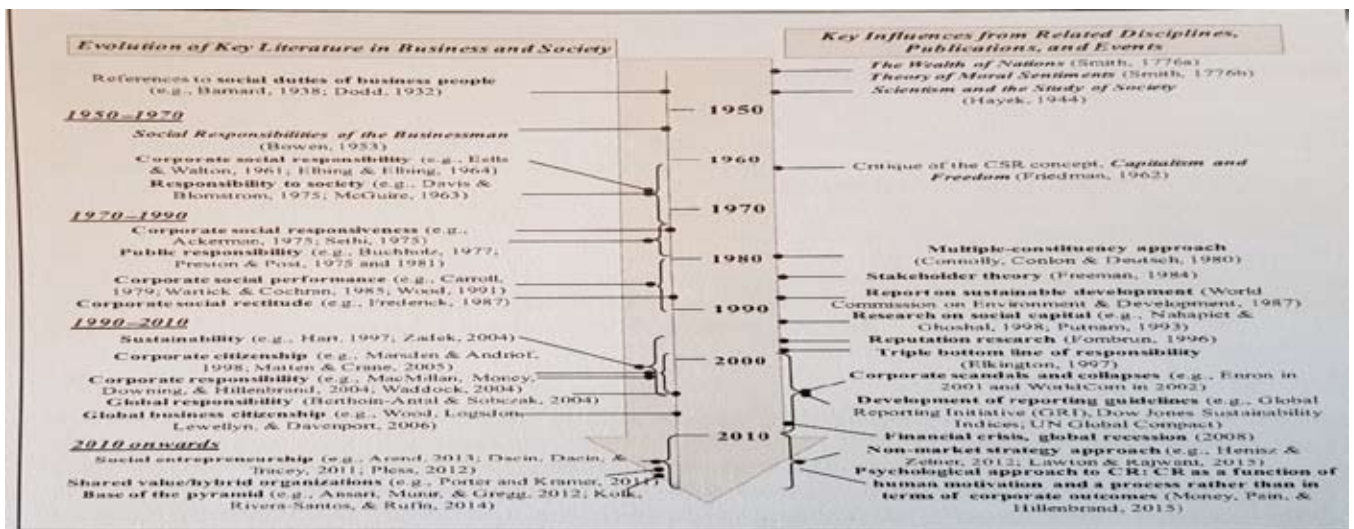 Evolution of Key Literature in Business and Society
References to social duties of business people
(e.g., Barnard, 1938; Dodd, 1932)
1950–1970
Social Responsibilities of the Businessman
(Bowen, 1953)
Corporate social responsibility (e.g., Eells
& Walton, 1961; Elbing & Elbing, 1964)
Responsibility to society (e.g., Davis &
Blomstrom, 1975; McGuire, 1963)
1970–1990
Corporate social responsiveness (e.g.,
Ackerman, 1975; Sethi, 1975)
Public responsibility (e.g., Buchholz, 1977;
Preston & Post, 1975 and 1981)
Corporate social performance (e.g., Carroll,
1979; Wartick & Cochran, 1985; Wood, 1991)
Corporate social rectitude (e.g., Frederick, 1987)
1990–2010
Sustainability (e.g., Hart, 1997; Zadek, 2004)
Corporate citizenship (e.g., Marsden & Andriof,
1998; Matten & Crane, 2005)
Corporate responsibility (e.g., MacMillan, Money,
Downing, & Hillenbrand, 2004; Waddock, 2004)
Global responsibility (Berthoin-Antal & Sobczak, 2004)
Global business citizenship (e.g., Wood, Logsdon,
Lewellyn, & Davenport, 2006)
2010 onwards
Social entrepreneurship (e.g., Arend, 2013; Dacin, Dacin, &
Tracey, 2011; Pless, 2012)
Shared value/hybrid organizations (e.g., Porter and Kramer, 2011)
Base of the pyramid (e.g., Ansari, Munir, & Gregg, 2012; Kolk,
Rivera-Santos, & Rufin, 2014)
1950
1960
1970
1980
1990
2000
2010
Key Influences from Related Disciplines,
Publications, and Events
The Wealth of Nations (Smith, 1776a)
Theory of Moral Sentiments (Smith, 1776b)
Scientism and the Study of Society
(Hayek, 1944)
Critique of the CSR concept, Capitalism and
Freedom (Friedman, 1962)
Multiple-constituency approach
(Connolly, Conlon & Deutsch, 1980)
Stakeholder theory (Freeman, 1984)
Report on sustainable development (World
Commission on Environment & Development, 1987)
Research on social capital (e.g., Nahapiet &
Ghoshal, 1998; Putnam, 1993)
Reputation research (Fombrun, 1996)
Triple bottom line of responsibility
(Elkington, 1997)
Corporate scandals and collapses (e.g., Enron in
2001 and WorldCom in 2002)
Development of reporting guidelines (e.g., Global
Reporting Initiative (GRI), Dow Jones Sustainability
Indices; UN Global Compact)
Financial crisis, global recession (2008)
Non-market strategy approach (e.g., Henisz &
Zelner, 2012; Lawton & Rajwani, 2015)
Psychological approach to CR: CR as a function of
human motivation and a process rather than in
terms of corporate outcomes (Money, Pain, &
Hillenbrand, 2015)